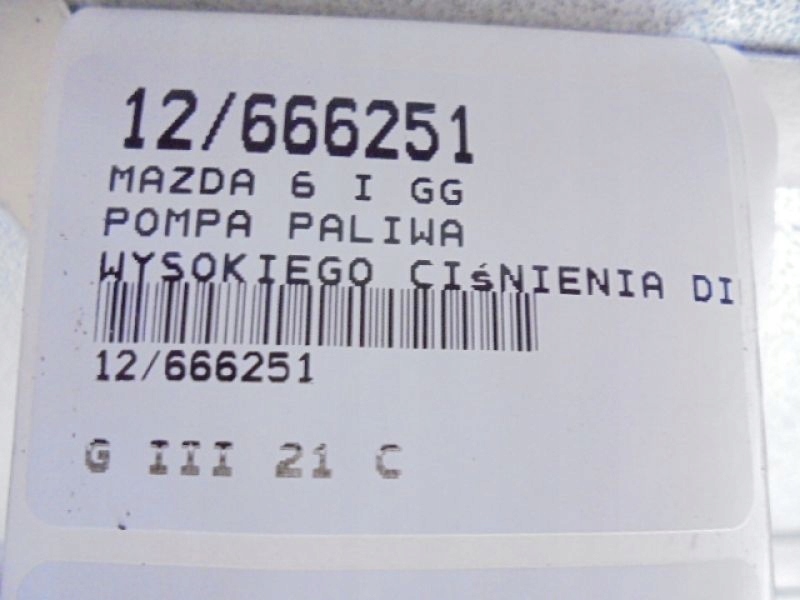 12/666251
MAZDA 6 I GG
POMPA PALIWA
WYSOKIEGO CIśNIENIA DI
12/666251
G III 21 C